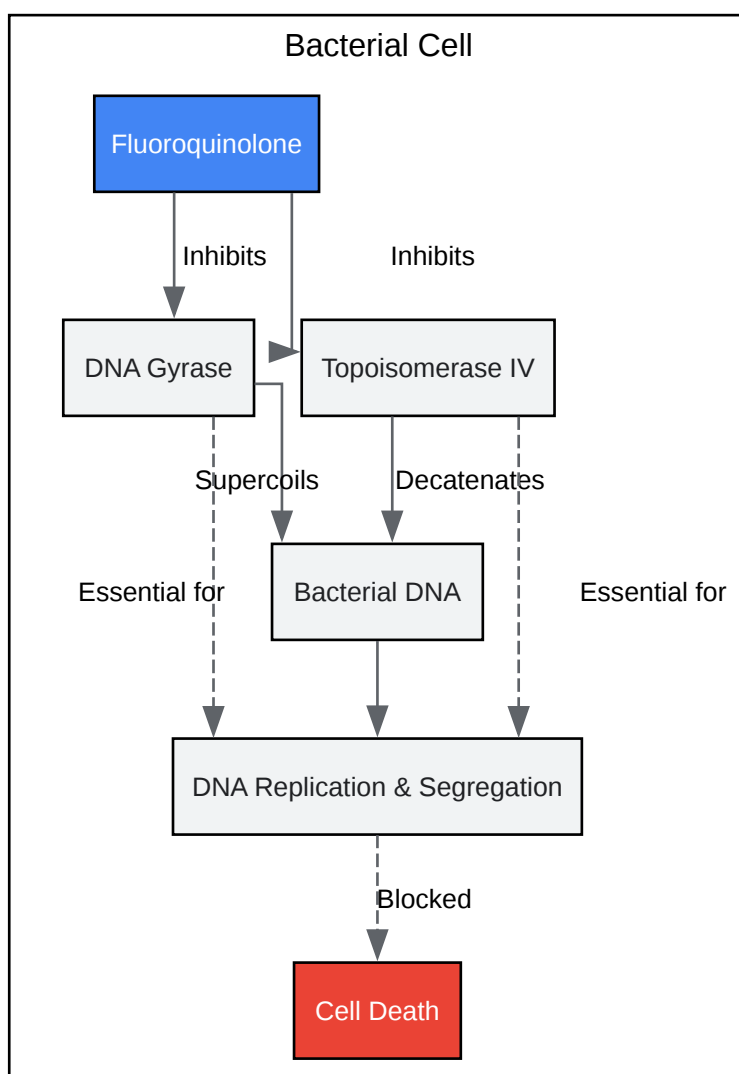 Bacterial Cell
Fluoroquinolone
Inhibits
Inhibits
DNA Gyrase
Topoisomerase IV
Supercoils
Decatenates
Essential for
Bacterial DNA
Essential for
DNA Replication & Segregation
Blocked
Cell Death